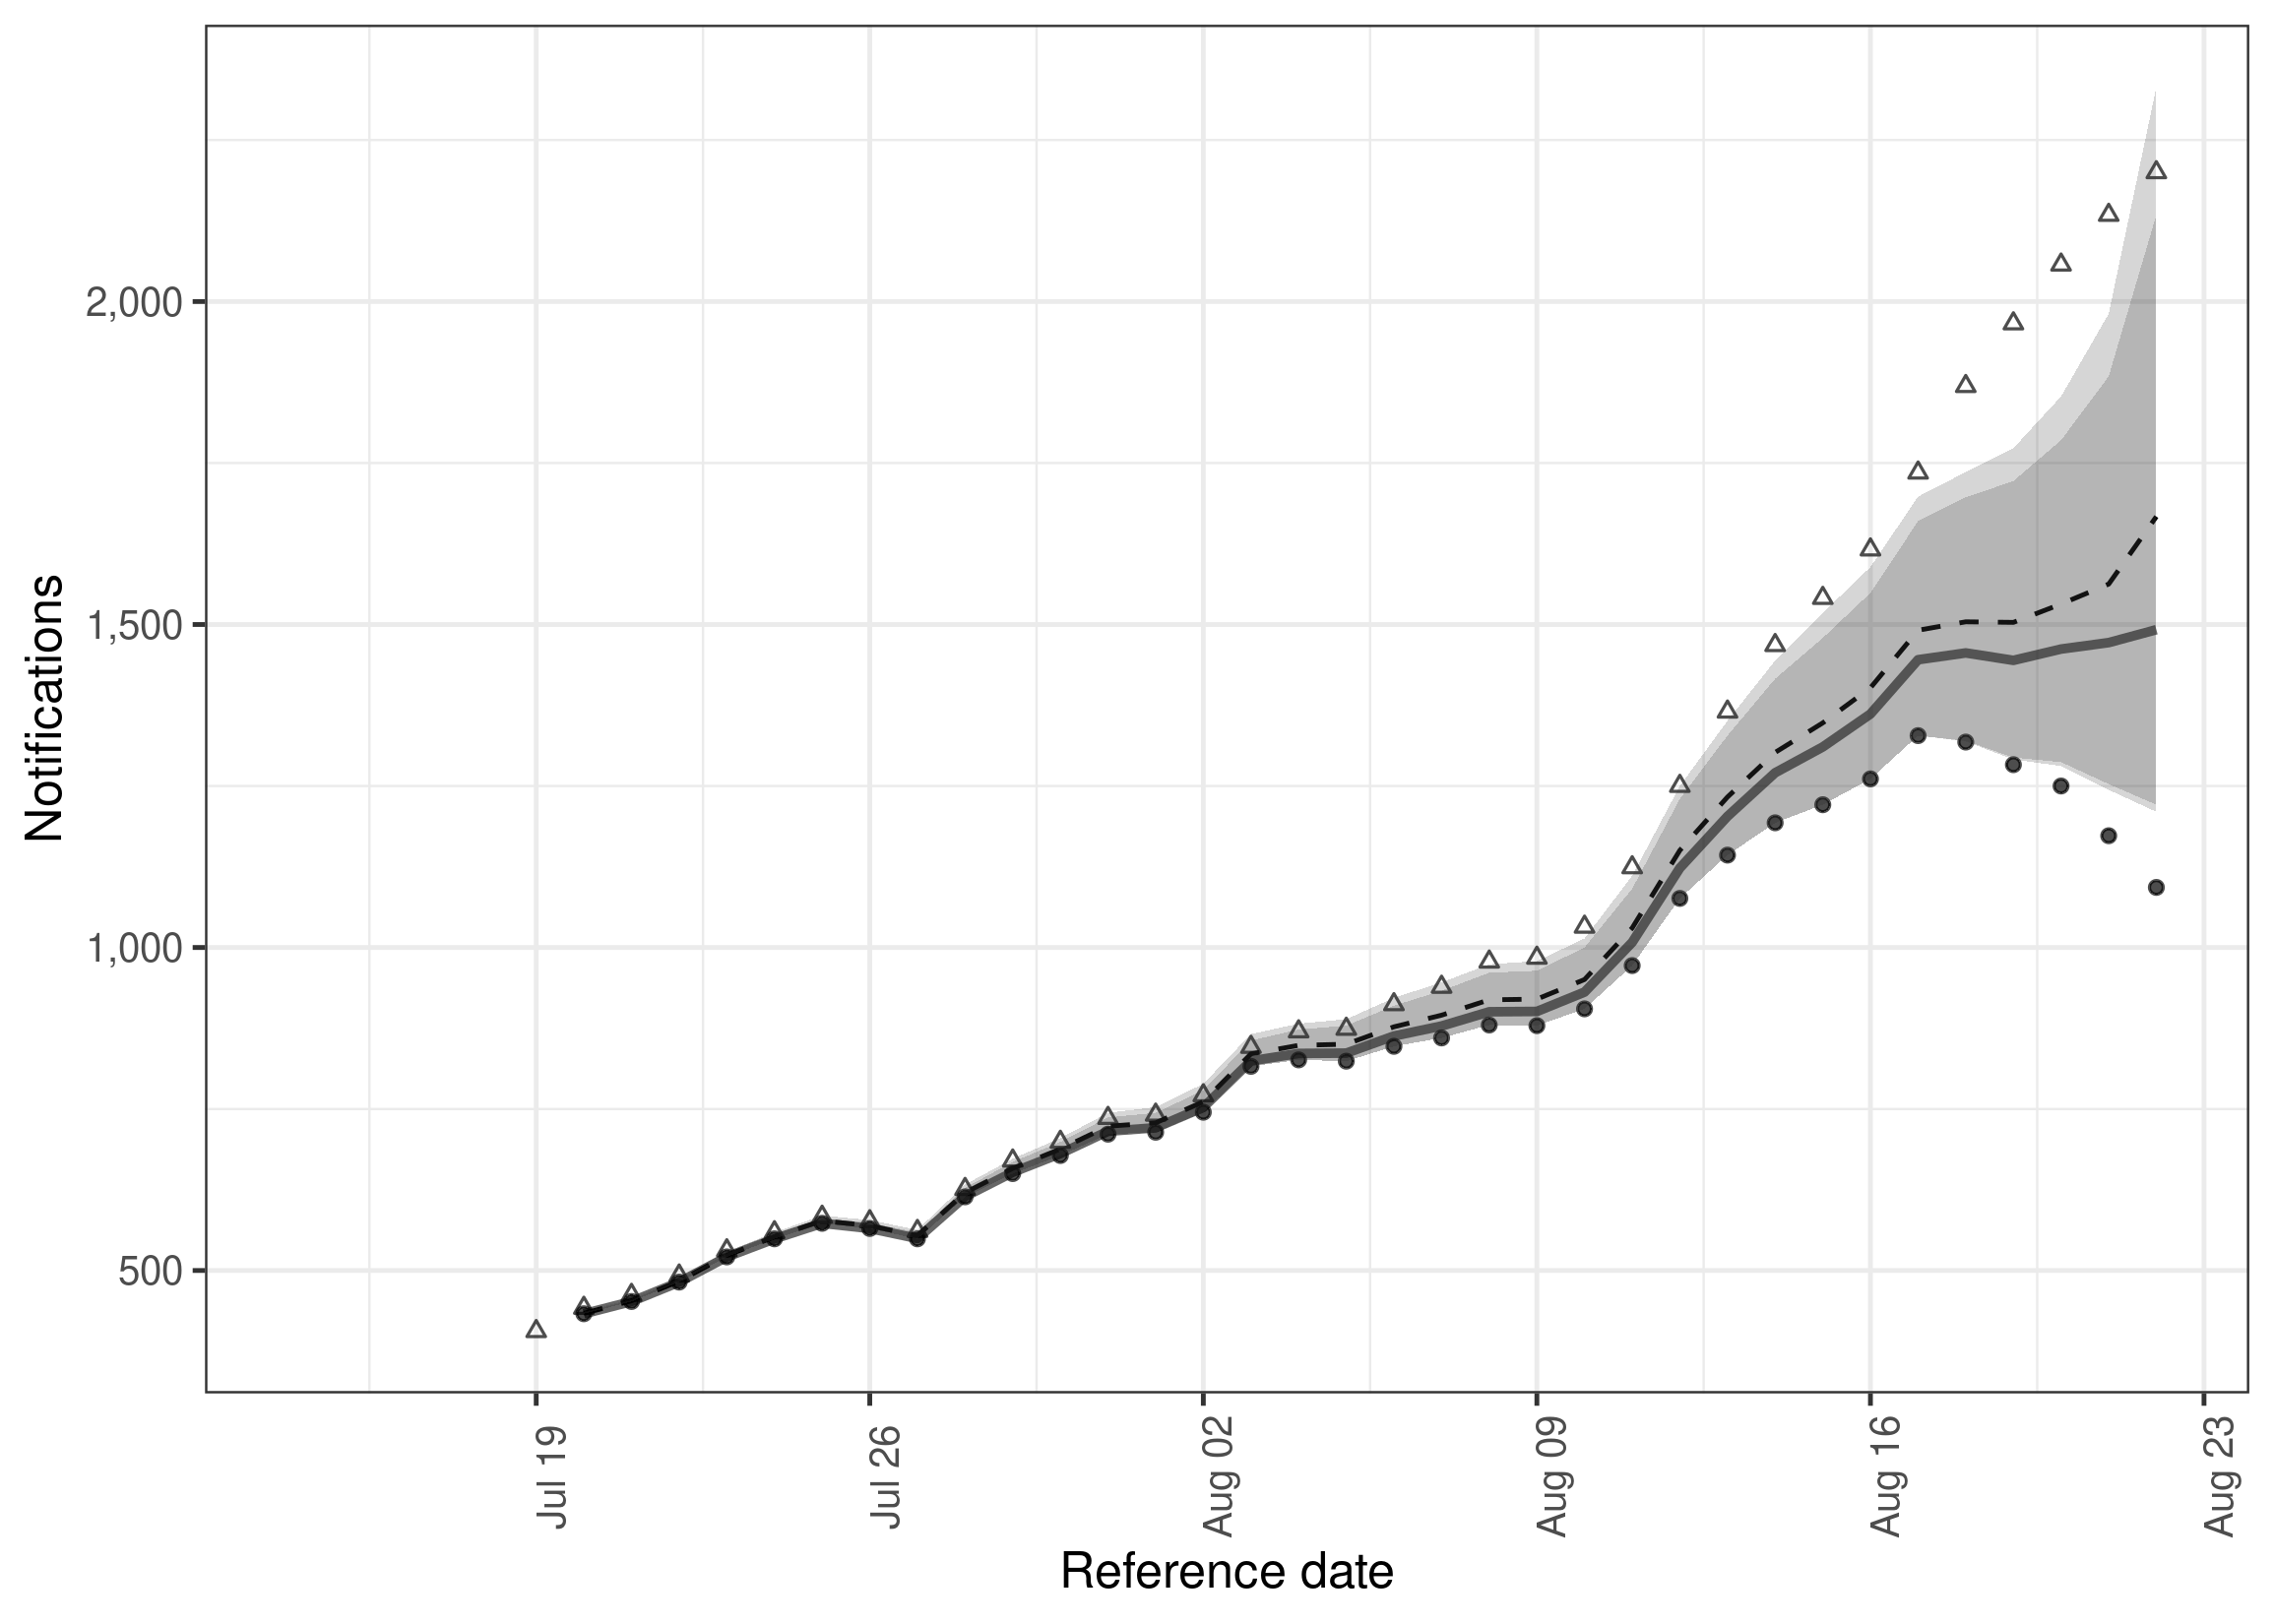 Notifications
2,000
1,500
1,000
500
Jul 19
Jul 26
Aug 02
Aug 09
Aug 16
Aug 23
Reference date